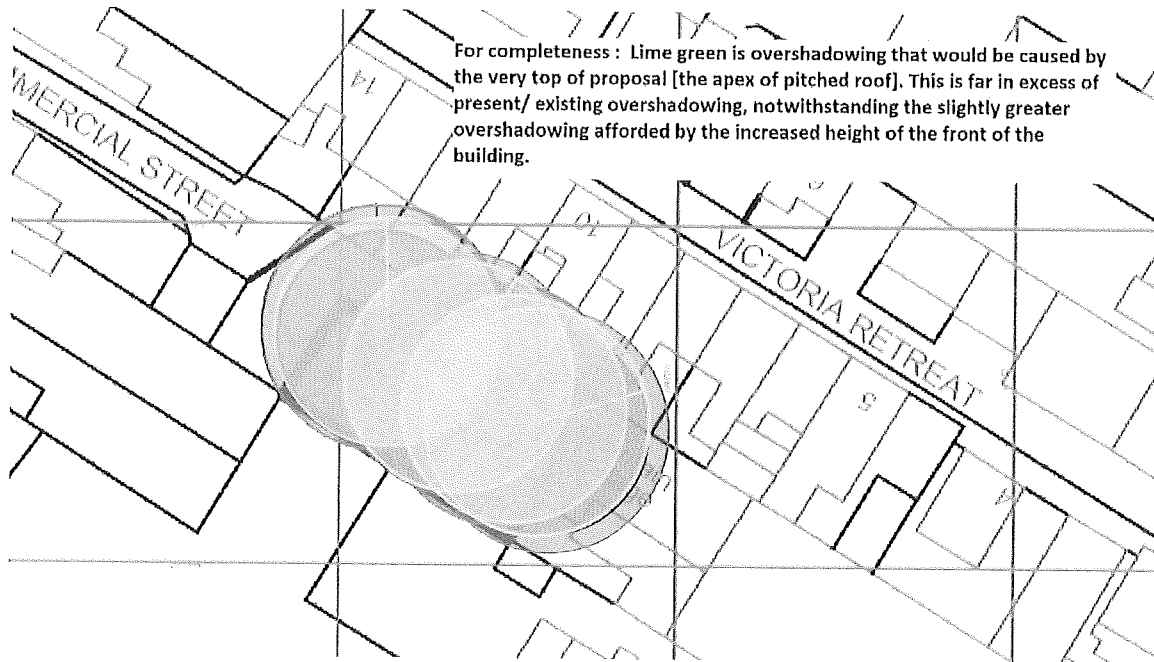 For completeness : Lime green is overshadowing that would be caused by
the very top of proposal [the apex of pitched roof]. This is far in excess of
present/ existing overshadowing, notwithstanding the slightly greater
overshadowing afforded by the increased height of the front of the
building.
14
MERCIAL STREET
10
VICTORIA RETREAT
5
4